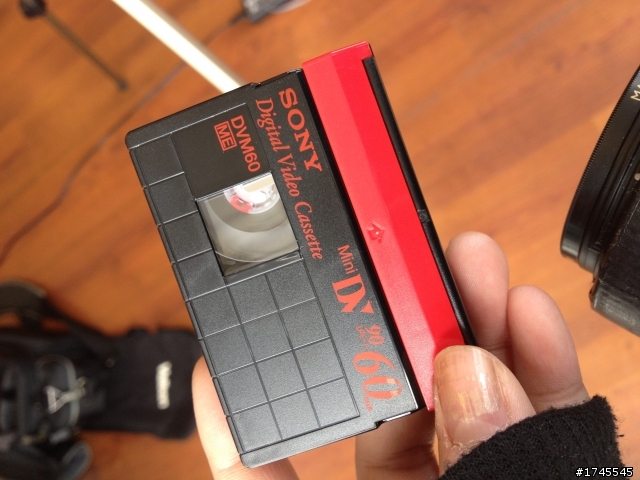 SONY
Digital Video Cassette
DVM60
ME
Mini
DV
90
60
#1745545